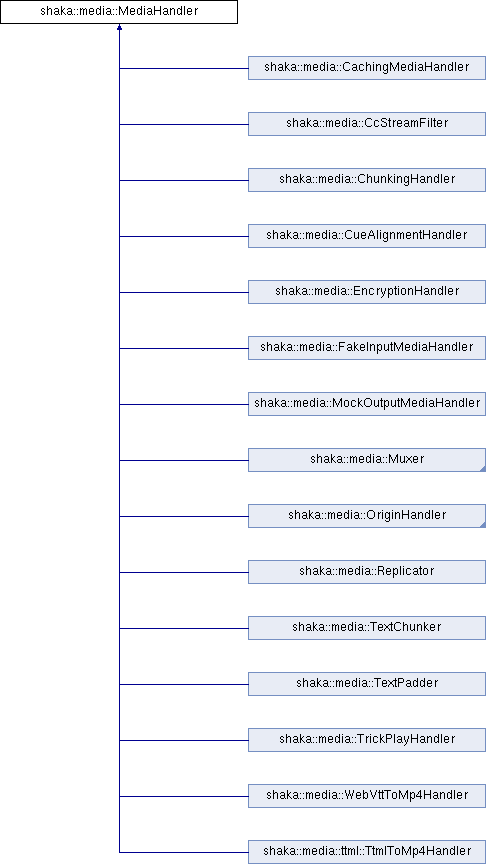 shaka::media::MediaHandler
shaka::media::CachingMediaHandler
shaka::media::CcStreamFilter
shaka::media::ChunkingHandler
shaka::media::CueAlignmentHandler
shaka::media::EncryptionHandler
shaka::media::FakeInputMediaHandler
shaka::media::MockOutputMediaHandler
shaka::media::Muxer
shaka::media::OriginHandler
shaka::media::Replicator
shaka::media::TextChunker
shaka::media::TextPadder
shaka::media::TrickPlayHandler
shaka::media::WebVttToMp4Handler
shaka::media::ttml::TtmlToMp4Handler